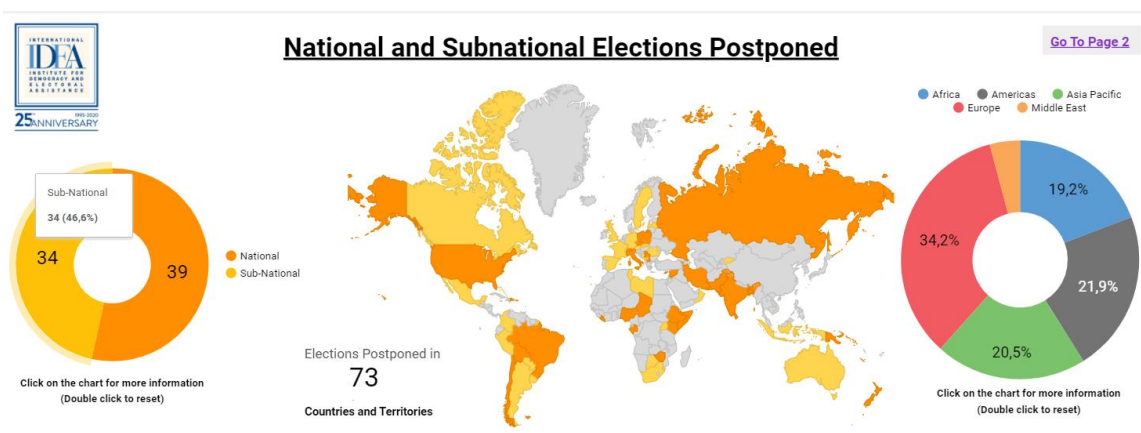 INTERNATIONAL
IDEA
INSTITUTE FOR
DEMOCRACY AND
ELECTORAL
ASSISTANCE
25TH 1995-2020
ANNIVERSARY
National and Subnational Elections Postponed
Go To Page 2
Sub-National
34 (46,6%)
34
39
National
Sub-National
Click on the chart for more information
(Double click to reset)
Elections Postponed in
73
Countries and Territories
Africa Americas Asia Pacific
Europe Middle East
19,2%
34,2%
21,9%
20,5%
Click on the chart for more information
(Double click to reset)